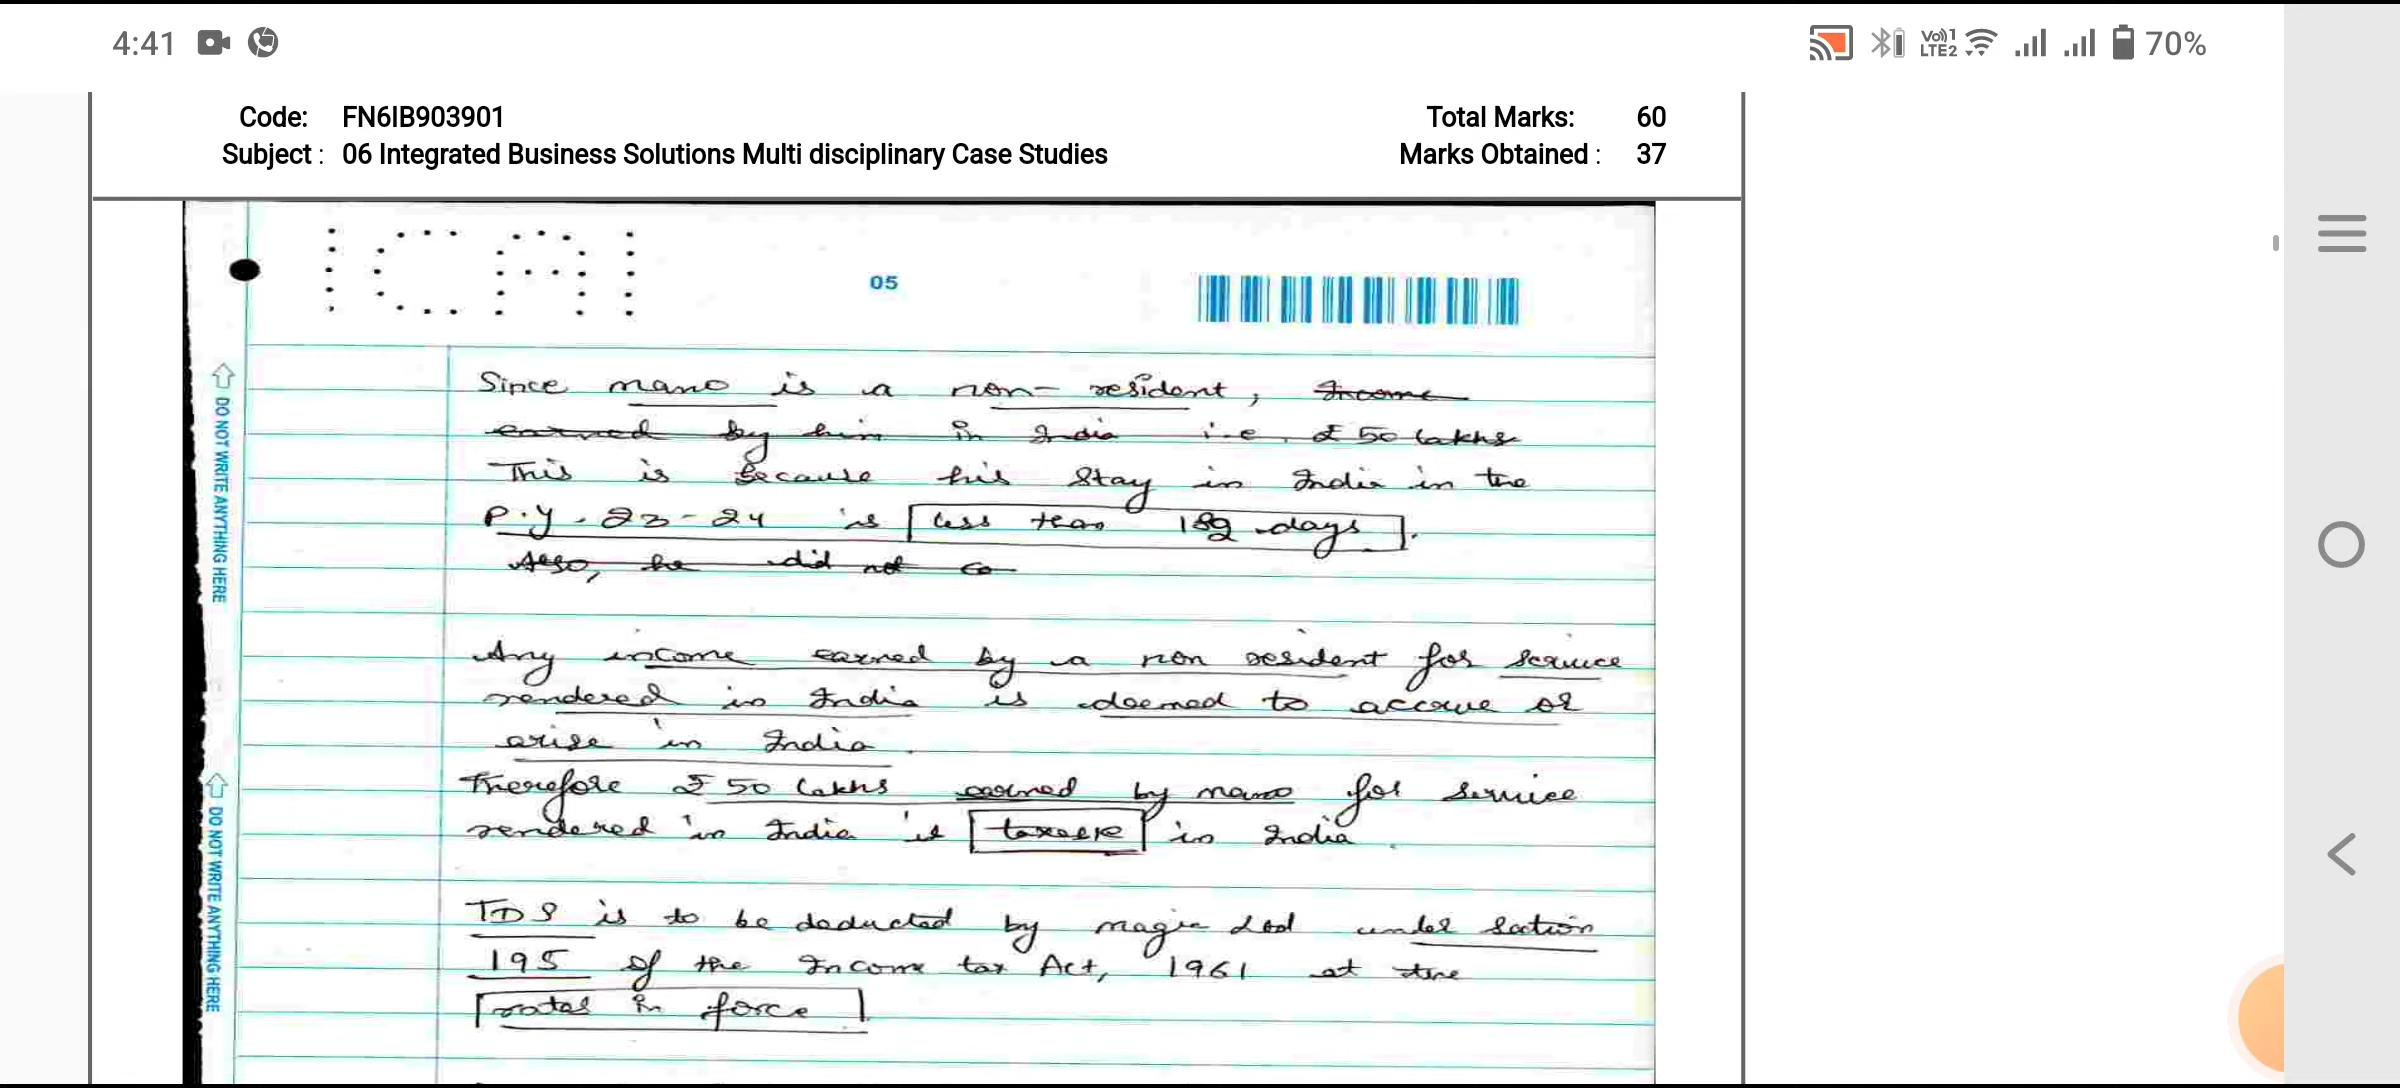 4:41
Vo)) 1
LTE2
70%
Code: FN6IB903901
Total Marks: 60
Subject : 06 Integrated Business Solutions Multi disciplinary Case Studies
Marks Obtained : 37
ICAI
05
DO NOT WRITE ANYTHING HERE
DO NOT WRITE ANYTHING HERE
Since mano is a non-resident, Income
earned by him in India i.e. ₹ 50 lakhs
This is because his stay in India in the
P.Y. 23-24 is less than 182 days.
Also, he did not co
Any income earned by a non resident for service
rendered in India is deemed to accrue or
arise in India.
Therefore ₹ 50 lakhs earned by mano for service
rendered in India is taxable in India.
TDS is to be deducted by magic Ltd under section
195 of the Income tax Act, 1961 at the
rates in force